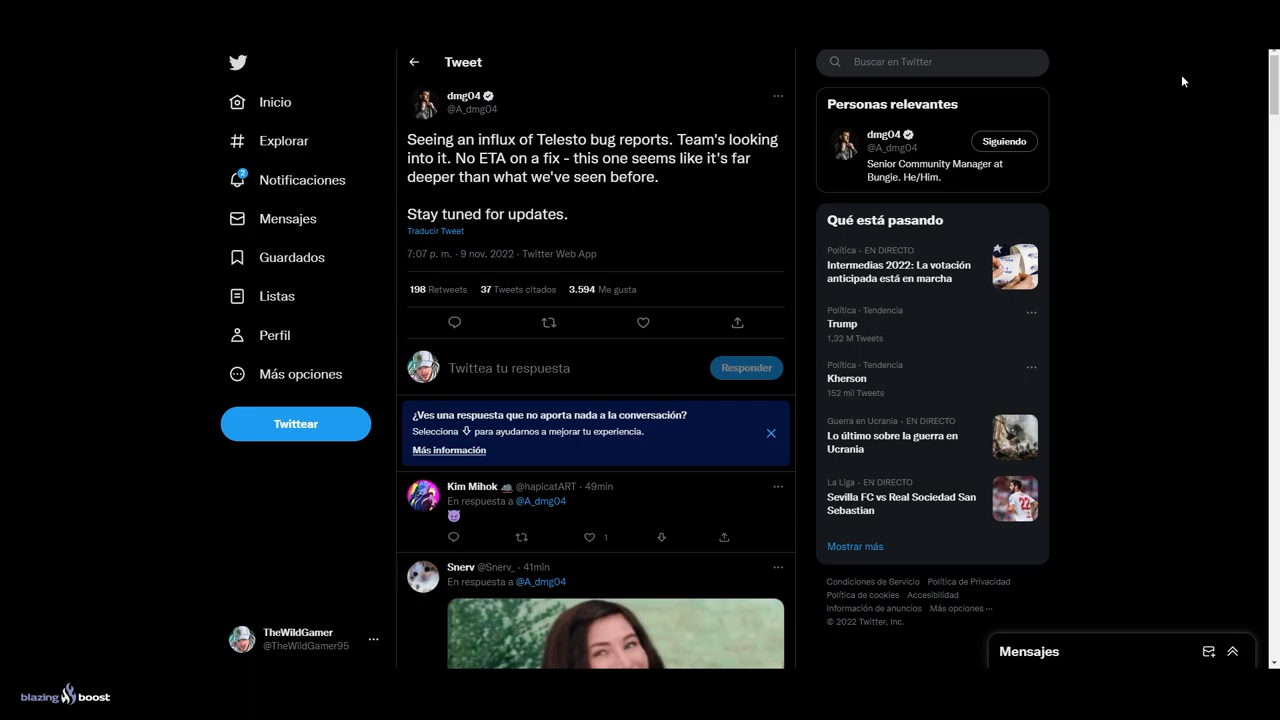 Inicio
Explorar
2
Notificaciones
Mensajes
Guardados
Listas
Perfil
Más opciones
Twittear
TheWildGamer
@TheWildGamer95
Tweet
dmg04
@A_dmg04
Seeing an influx of Telesto bug reports. Team's looking
into it. No ETA on a fix - this one seems like it's far
deeper than what we've seen before.
Stay tuned for updates.
Traducir Tweet
7:07 p. m. · 9 nov. 2022 · Twitter Web App
198 Retweets 37 Tweets citados 3.594 Me gusta
Twittea tu respuesta
Responder
¿Ves una respuesta que no aporta nada a la conversación?
Selecciona para ayudarnos a mejorar tu experiencia.
Más información
Kim Mihok @hapicatART · 49min
En respuesta a @A_dmg04
1
Snerv @Snerv_ · 41min
En respuesta a @A_dmg04
Buscar en Twitter
Personas relevantes
dmg04
@A_dmg04
Siguiendo
Senior Community Manager at
Bungie. He/Him.
Qué está pasando
Política · EN DIRECTO
Intermedias 2022: La votación
anticipada está en marcha
Política · Tendencia
Trump
1,32 M Tweets
Política · Tendencia
Kherson
152 mil Tweets
Guerra en Ucrania · EN DIRECTO
Lo último sobre la guerra en
Ucrania
La Liga · EN DIRECTO
Sevilla FC vs Real Sociedad San
Sebastian
22
Mostrar más
Condiciones de Servicio Política de Privacidad
Política de cookies Accesibilidad
Información de anuncios Más opciones ···
© 2022 Twitter, Inc.
Mensajes
blazing boost